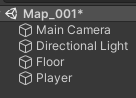 Map_001*
Main Camera
Directional Light
Floor
Player